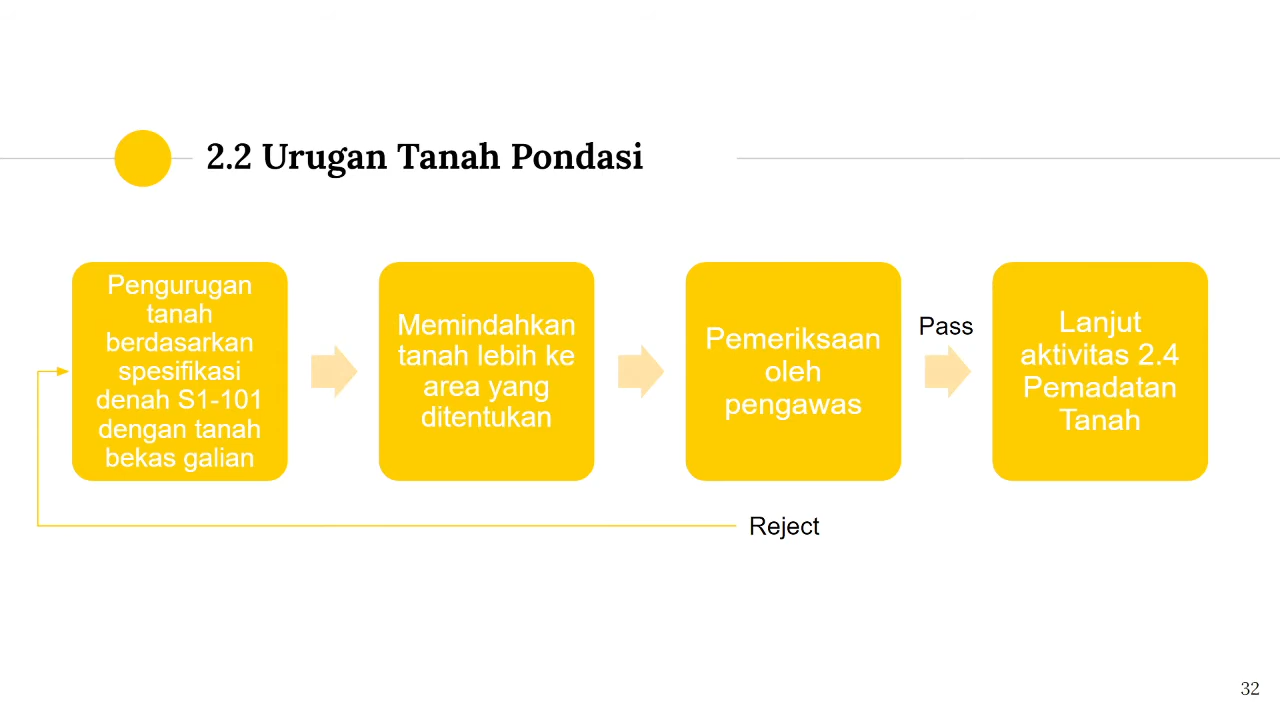 2.2 Urugan Tanah Pondasi
Pengurugan
tanah
berdasarkan
spesifikasi
denah S1-101
dengan tanah
bekas galian
Memindahkan
tanah lebih ke
area yang
ditentukan
Pemeriksaan
oleh
pengawas
Pass
Lanjut
aktivitas 2.4
Pemadatan
Tanah
Reject
32